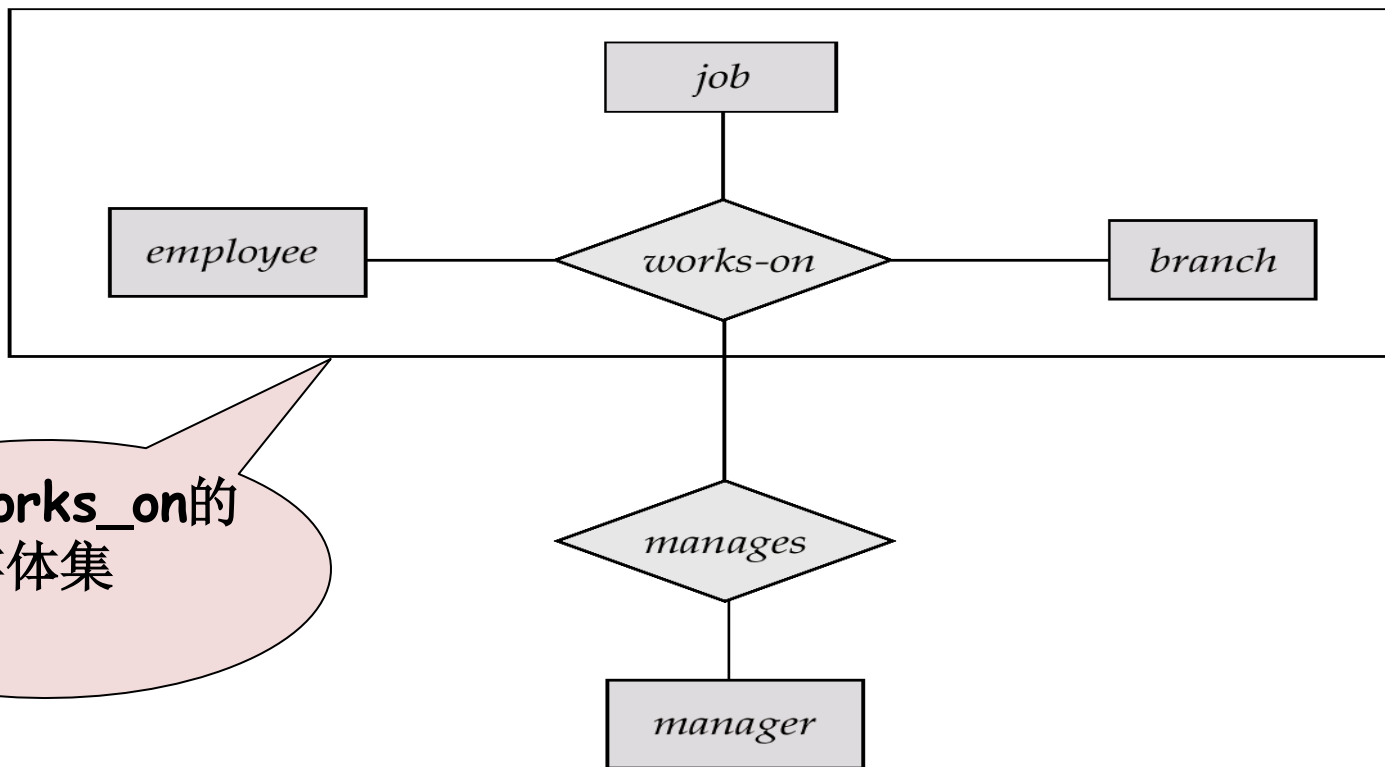 job
employee
works-on
branch
orks_on的
体集
manages
manager